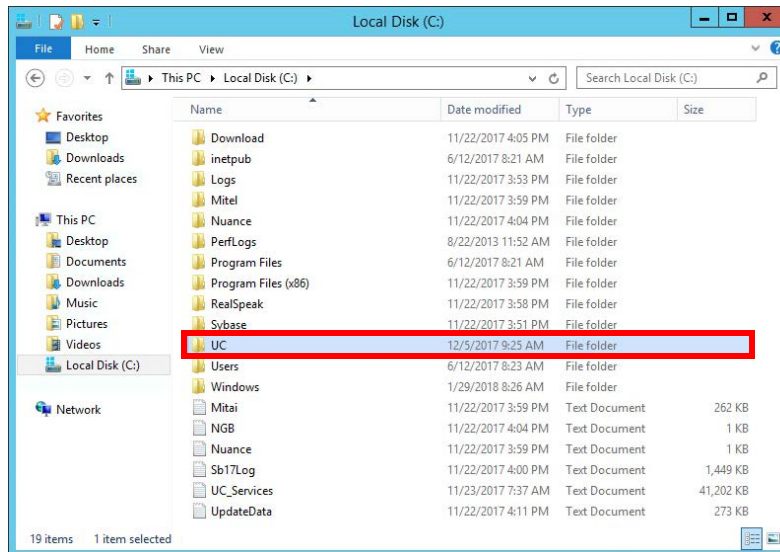 Local Disk (C:)
File Home Share View
This PC Local Disk (C:) Search Local Disk (C:)
Name Date modified Type Size
Favorites
Desktop
Downloads
Recent places
This PC
Desktop
Documents
Downloads
Music
Pictures
Videos
Local Disk (C:)
Network
Download 11/22/2017 4:05 PM File folder
inetpub 6/12/2017 8:21 AM File folder
Logs 11/22/2017 3:53 PM File folder
Mitel 11/22/2017 3:59 PM File folder
Nuance 11/22/2017 4:04 PM File folder
PerfLogs 8/22/2013 11:52 AM File folder
Program Files 6/12/2017 8:21 AM File folder
Program Files (x86) 11/22/2017 3:59 PM File folder
RealSpeak 11/22/2017 3:58 PM File folder
Sybase 11/22/2017 3:51 PM File folder
UC 12/5/2017 9:25 AM File folder
Users 6/12/2017 8:23 AM File folder
Windows 1/29/2018 8:26 AM File folder
Mitai 11/22/2017 3:59 PM Text Document 262 KB
NGB 11/22/2017 4:04 PM Text Document 1 KB
Nuance 11/22/2017 3:59 PM Text Document 1 KB
Sb17Log 11/22/2017 4:00 PM Text Document 1,449 KB
UC_Services 11/23/2017 7:37 AM Text Document 41,202 KB
UpdateData 11/22/2017 4:11 PM Text Document 273 KB
19 items 1 item selected